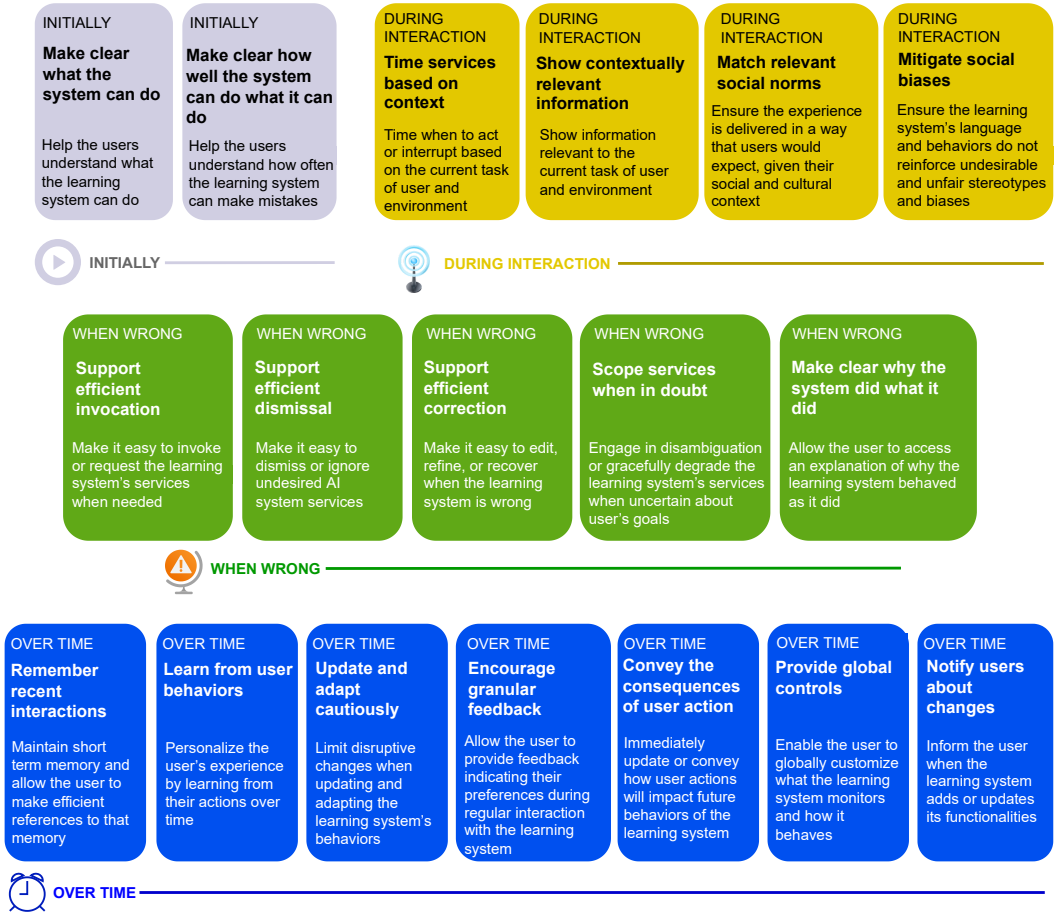 INITIALLY
Make clear
what the
system can do
Help the users
understand what
the learning
system can do
INITIALLY
Make clear how
well the system
can do what it can
do
Help the users
understand how often
the learning system
can make mistakes
DURING
INTERACTION
Time services
based on
context
Time when to act
or interrupt based
on the current task
of user and
environment
DURING
INTERACTION
Show contextually
relevant
information
Show information
relevant to the
current task of user
and environment
DURING
INTERACTION
Match relevant
social norms
Ensure the experience
is delivered in a way
that users would
expect, given their
social and cultural
context
DURING
INTERACTION
Mitigate social
biases
Ensure the learning
system's language
and behaviors do not
reinforce undesirable
and unfair stereotypes
and biases
INITIALLY
DURING INTERACTION
WHEN WRONG
Support
efficient
invocation
Make it easy to invoke
or request the learning
system's services
when needed
WHEN WRONG
Support
efficient
dismissal
Make it easy to
dismiss or ignore
undesired AI
system services
WHEN WRONG
Support
efficient
correction
Make it easy to edit,
refine, or recover
when the learning
system is wrong
WHEN WRONG
Scope services
when in doubt
Engage in disambiguation
or gracefully degrade the
learning system's services
when uncertain about
user's goals
WHEN WRONG
Make clear why the
system did what it
did
Allow the user to access
an explanation of why the
learning system behaved
as it did
WHEN WRONG
OVER TIME
Remember
recent
interactions
Maintain short
term memory and
allow the user to
make efficient
references to that
memory
OVER TIME
Learn from user
behaviors
Personalize the
user's experience
by learning from
their actions over
time
OVER TIME
Update and
adapt
cautiously
Limit disruptive
changes when
updating and
adapting the
learning system's
behaviors
OVER TIME
Encourage
granular
feedback
Allow the user to
provide feedback
indicating their
preferences during
regular interaction
with the learning
system
OVER TIME
Convey the
consequences
of user action
Immediately
update or convey
how user actions
will impact future
behaviors of the
learning system
OVER TIME
Provide global
controls
Enable the user to
globally customize
what the learning
system monitors
and how it
behaves
OVER TIME
Notify users
about
changes
Inform the user
when the
learning system
adds or updates
its functionalities
OVER TIME